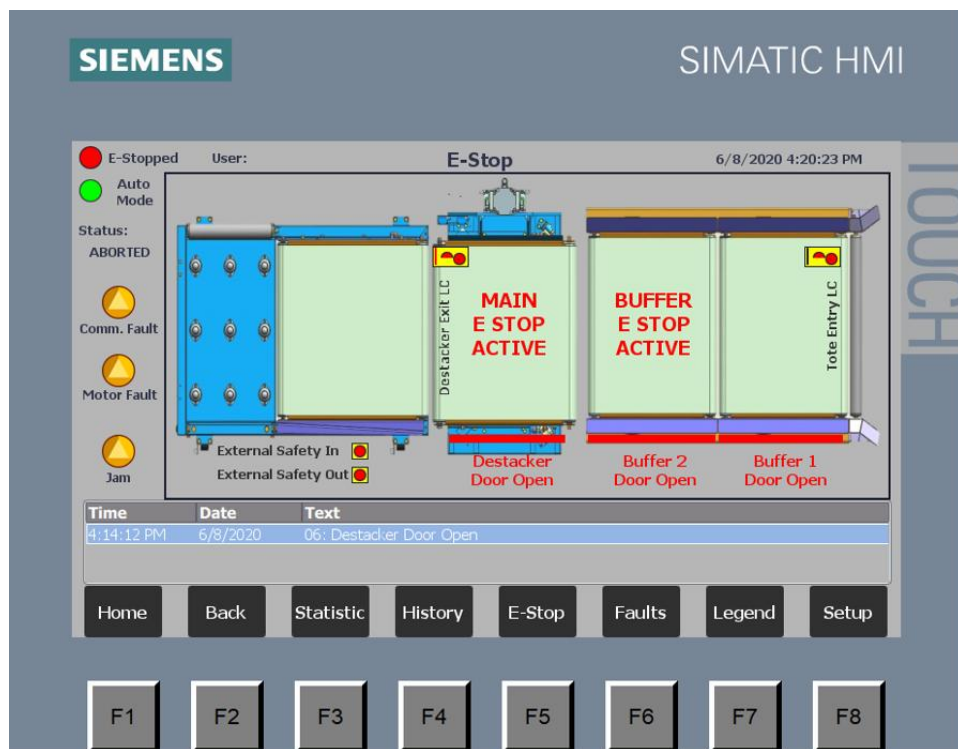 SIEMENS
SIMATIC HMI
TOUCH
E-Stopped
User:
E-Stop
6/8/2020 4:20:23 PM
Auto
Mode
Status:
ABORTED
Comm. Fault
Motor Fault
Jam
Destacker Exit LC
MAIN
E STOP
ACTIVE
BUFFER
E STOP
ACTIVE
Tote Entry LC
External Safety In
External Safety Out
Destacker
Door Open
Buffer 2
Door Open
Buffer 1
Door Open
Time Date Text
4:14:12 PM 6/8/2020 06: Destacker Door Open
Home Back Statistic History E-Stop Faults Legend Setup
F1 F2 F3 F4 F5 F6 F7 F8